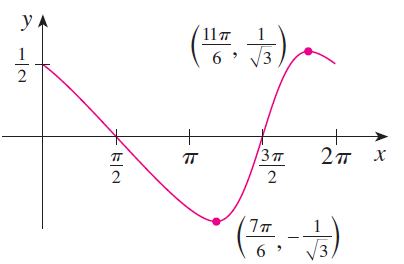 y
(11π/6, 1/√3)
1/2
π/2
π
3π/2
2π
x
(7π/6, -1/√3)